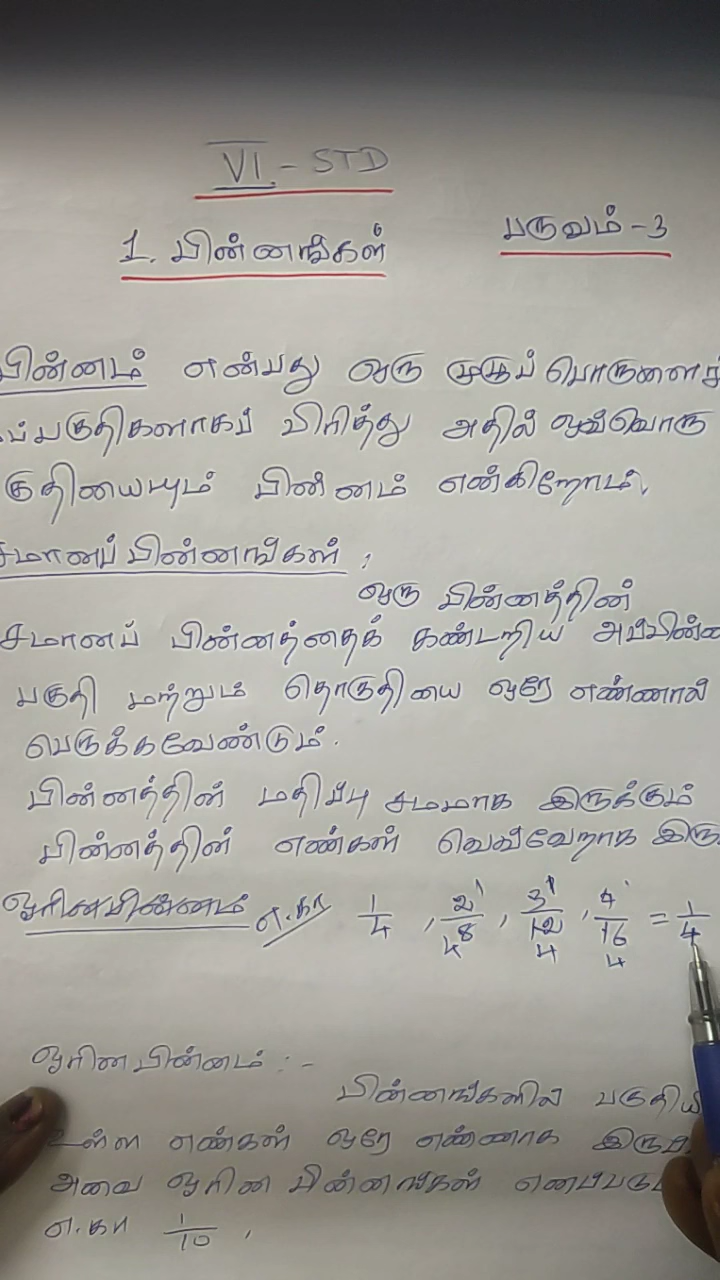 VI - STD
1. பின்னங்கள் பருவம் - 3
பின்னம் என்பது ஒரு முழுப் பொருளைச்
பகுதிகளாகப் பிரித்து அதில் ஒவ்வொரு
குதியையும் பின்னம் என்கிறோம்.
சமானப் பின்னங்கள் :
ஒரு பின்னத்தின்
சமானப் பின்னத்தைக் கண்டறிய அப்பின்ன
பகுதி மற்றும் தொகுதியை ஒரே எண்ணால்
பெருக்கவேண்டும்.
பின்னத்தின் மதிப்பு சமமாக இருக்கும்
பின்னத்தின் எண்கள் வெவ்வேறாக இரு
ஓரினபின்னம் எ.கா 1/4 , 2/8 , 3/12 , 4/16 = 1/4
ஓரின பின்னம் : -
பின்னங்களில் பகுதியி
உள்ள எண்கள் ஒரே எண்ணாக இருப்
அவை ஓரின பின்னங்கள் எனப்படு
எ.கா 1/10 ,